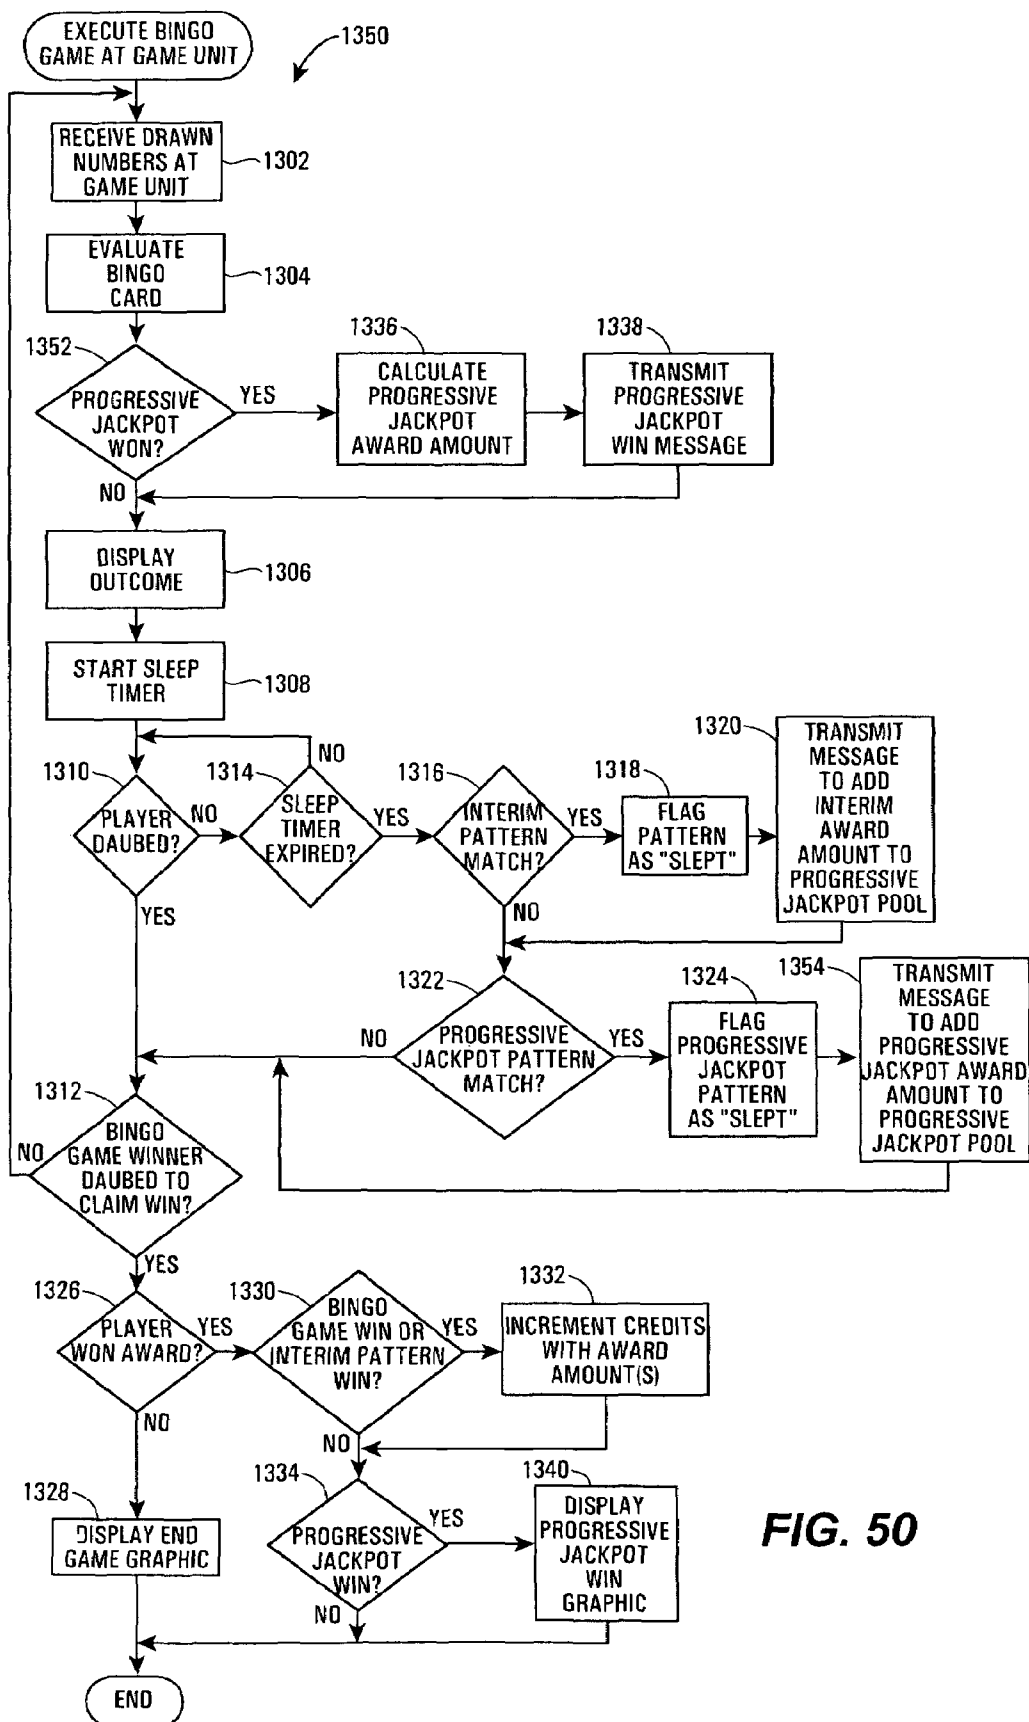 EXECUTE BINGO
GAME AT GAME UNIT
1350
RECEIVE DRAWN
NUMBERS AT
GAME UNIT
1302
EVALUATE
BINGO
CARD
1304
1352
PROGRESSIVE
JACKPOT
WON?
YES
NO
1336
CALCULATE
PROGRESSIVE
JACKPOT
AWARD AMOUNT
1338
TRANSMIT
PROGRESSIVE
JACKPOT
WIN MESSAGE
DISPLAY
OUTCOME
1306
START SLEEP
TIMER
1308
1310
PLAYER
DAUBED?
NO
YES
1314
SLEEP
TIMER
EXPIRED?
NO
YES
1316
INTERIM
PATTERN
MATCH?
YES
NO
1318
FLAG
PATTERN
AS "SLEPT"
1320
TRANSMIT
MESSAGE
TO ADD
INTERIM
AWARD
AMOUNT TO
PROGRESSIVE
JACKPOT POOL
1322
PROGRESSIVE
JACKPOT PATTERN
MATCH?
NO
YES
1324
FLAG
PROGRESSIVE
JACKPOT
PATTERN
AS "SLEPT"
1354
TRANSMIT
MESSAGE
TO ADD
PROGRESSIVE
JACKPOT AWARD
AMOUNT TO
PROGRESSIVE
JACKPOT POOL
1312
BINGO
GAME WINNER
DAUBED TO
CLAIM WIN?
NO
YES
1326
PLAYER
WON AWARD?
YES
NO
1330
BINGO
GAME WIN OR
INTERIM PATTERN
WIN?
YES
NO
1332
INCREMENT CREDITS
WITH AWARD
AMOUNT(S)
1328
DISPLAY END
GAME GRAPHIC
1334
PROGRESSIVE
JACKPOT
WIN?
YES
NO
1340
DISPLAY
PROGRESSIVE
JACKPOT
WIN
GRAPHIC
FIG. 50
END